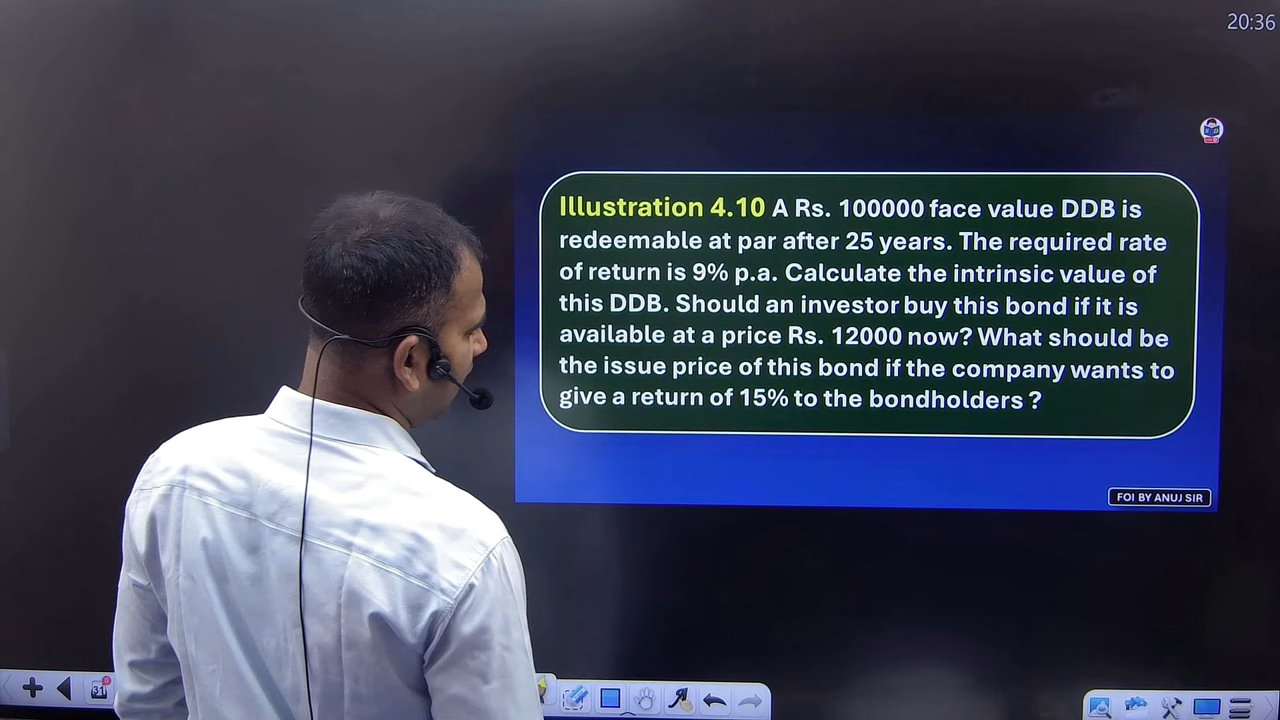 20:36
Illustration 4.10 A Rs. 100000 face value DDB is
redeemable at par after 25 years. The required rate
of return is 9% p.a. Calculate the intrinsic value of
this DDB. Should an investor buy this bond if it is
available at a price Rs. 12000 now? What should be
the issue price of this bond if the company wants to
give a return of 15% to the bondholders ?
FOI BY ANUJ SIR
31